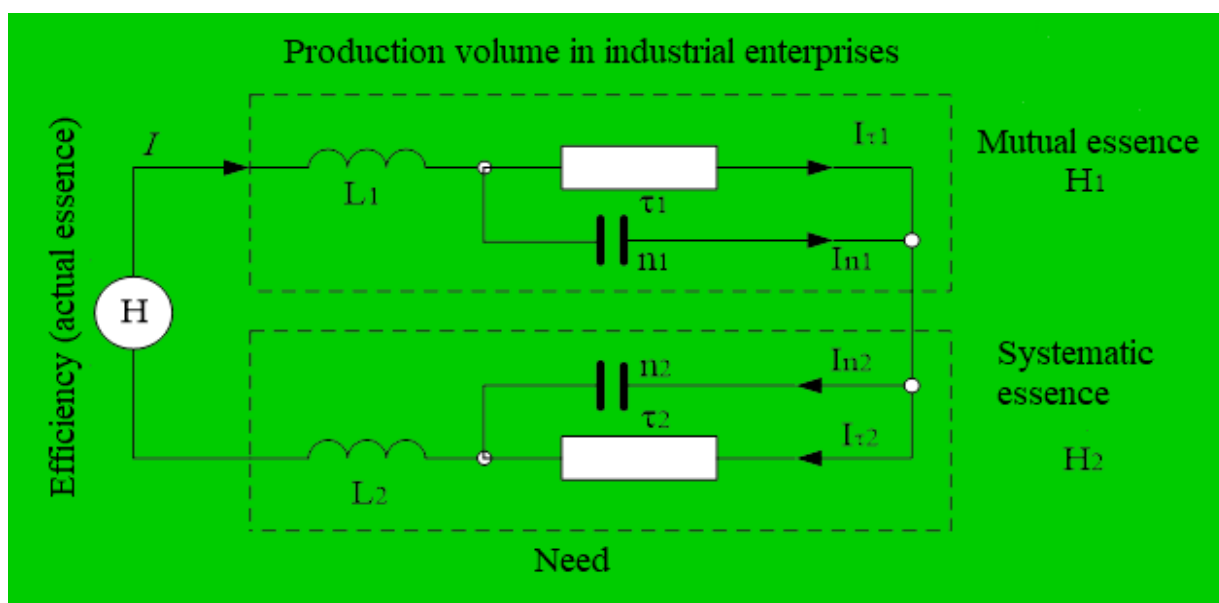 Production volume in industrial enterprises
Efficiency (actual essence)
I
L1
τ1
Iτ1
n1
In1
Mutual essence
H1
H
n2
In2
τ2
Iτ2
L2
Systematic
essence
H2
Need